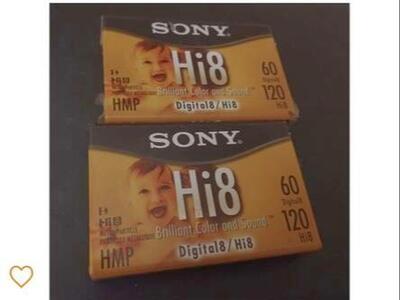 SONY
Hi8
Brilliant Color and Sound
Digital8/Hi8
HMP
60
Digital8
120
Hi8
SONY
Hi8
Brilliant Color and Sound
Digital8/Hi8
HMP
60
Digital8
120
Hi8